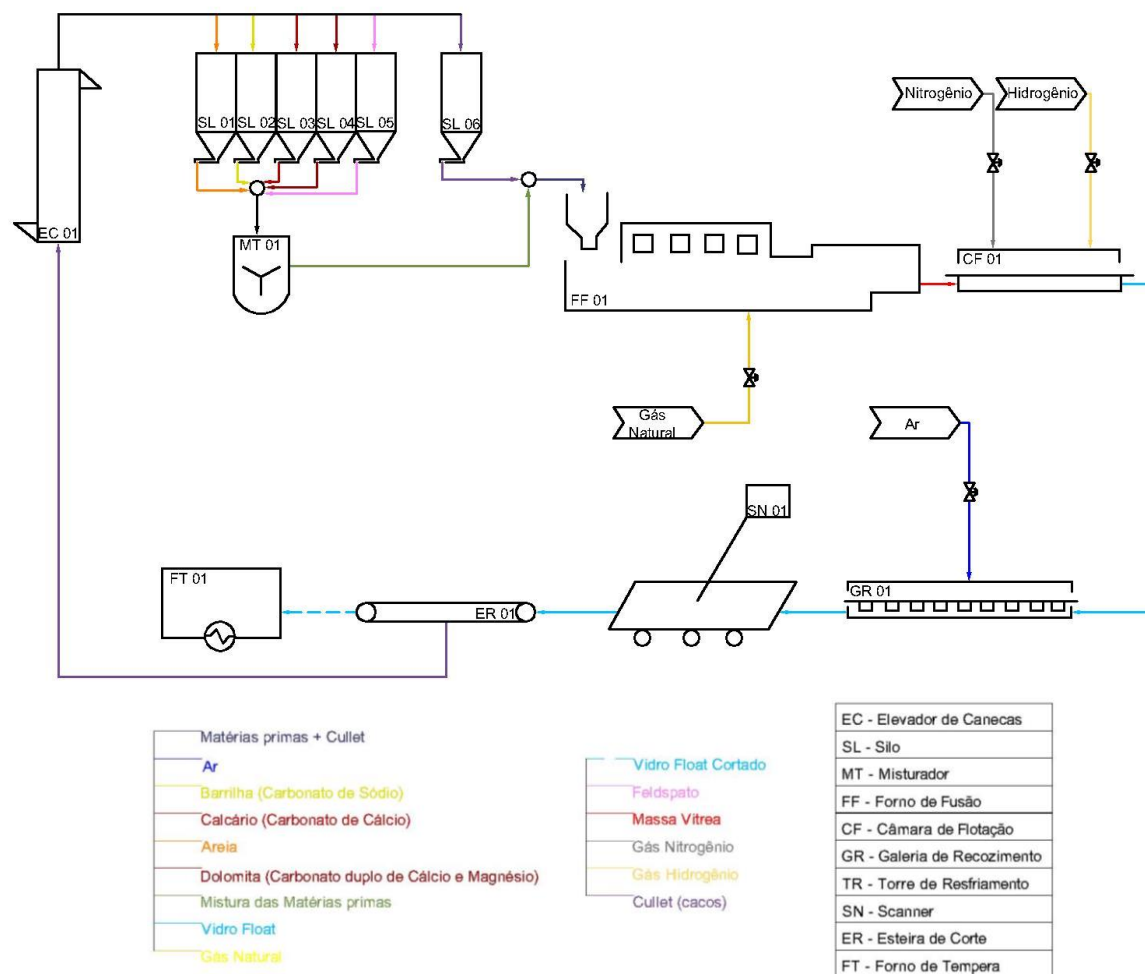 Nitrogênio
Hidrogênio
SL 01
SL 02
SL 03
SL 04
SL 05
SL 06
EC 01
MT 01
CF 01
FF 01
Gás
Natural
Ar
SN 01
FT 01
ER 01
GR 01
Matérias primas + Cullet
Ar
Barrilha (Carbonato de Sódio)
Calcário (Carbonato de Cálcio)
Areia
Dolomita (Carbonato duplo de Cálcio e Magnésio)
Mistura das Matérias primas
Vidro Float
Gás Natural
Vidro Float Cortado
Feldspato
Massa Vítrea
Gás Nitrogênio
Gás Hidrogênio
Cullet (cacos)
EC - Elevador de Canecas
SL - Silo
MT - Misturador
FF - Forno de Fusão
CF - Câmara de Flotação
GR - Galeria de Recozimento
TR - Torre de Resfriamento
SN - Scanner
ER - Esteira de Corte
FT - Forno de Tempera